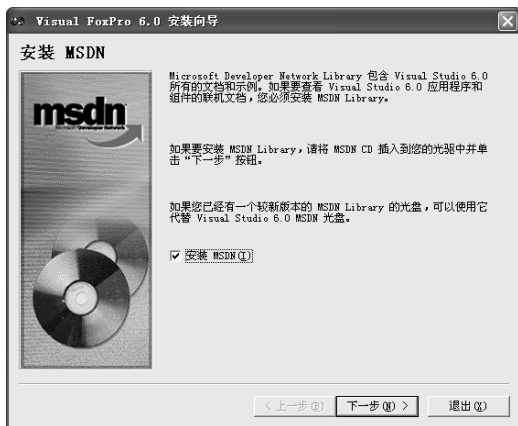 Visual FoxPro 6.0 安装向导
安装 MSDN
msdn
Microsoft Developer Network
Microsoft Developer Network Library 包含 Visual Studio 6.0
所有的文档和示例。如果要查看 Visual Studio 6.0 应用程序和
组件的联机文档，您必须安装 MSDN Library。
如果要安装 MSDN Library，请将 MSDN CD 插入到您的光驱中并单
击“下一步”按钮。
如果您已经有一个较新版本的 MSDN Library 的光盘，可以使用它
代替 Visual Studio 6.0 MSDN 光盘。
安装 MSDN(I)
< 上一步(B)
下一步(N) >
退出(X)